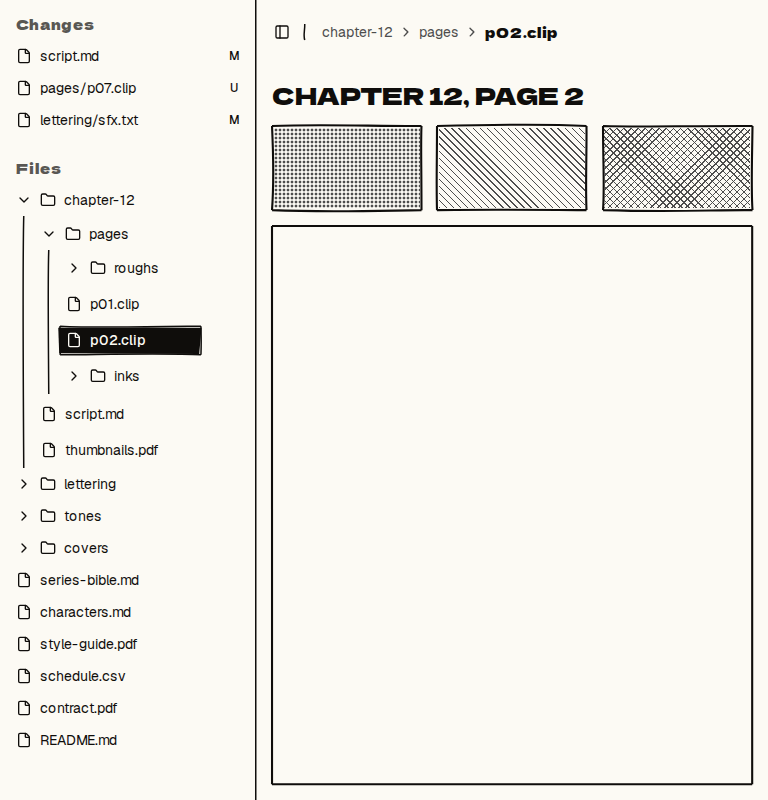 Changes
script.md M
pages/p07.clip U
lettering/sfx.txt M
Files
chapter-12
pages
roughs
p01.clip
p02.clip
inks
script.md
thumbnails.pdf
lettering
tones
covers
series-bible.md
characters.md
style-guide.pdf
schedule.csv
contract.pdf
README.md
chapter-12 pages p02.clip
CHAPTER 12, PAGE 2